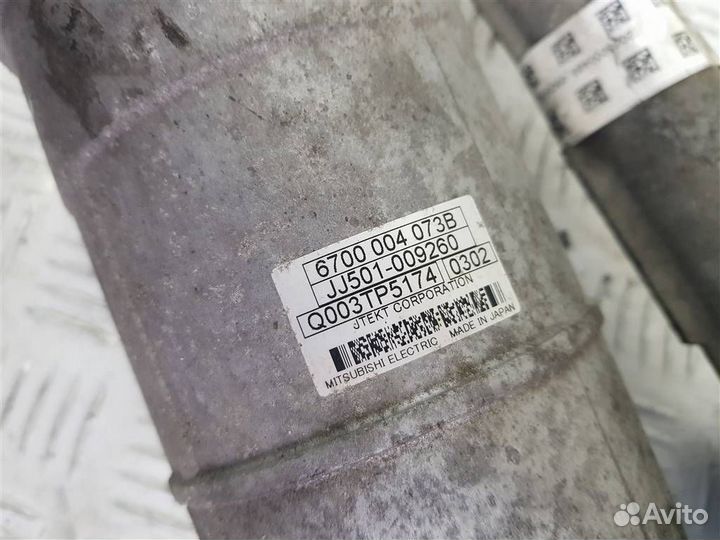 6700 004 073B
JJ501-009260
Q003TP5174 0302
JTEKT CORPORATION
MITSUBISHI ELECTRIC MADE IN JAPAN
Avito